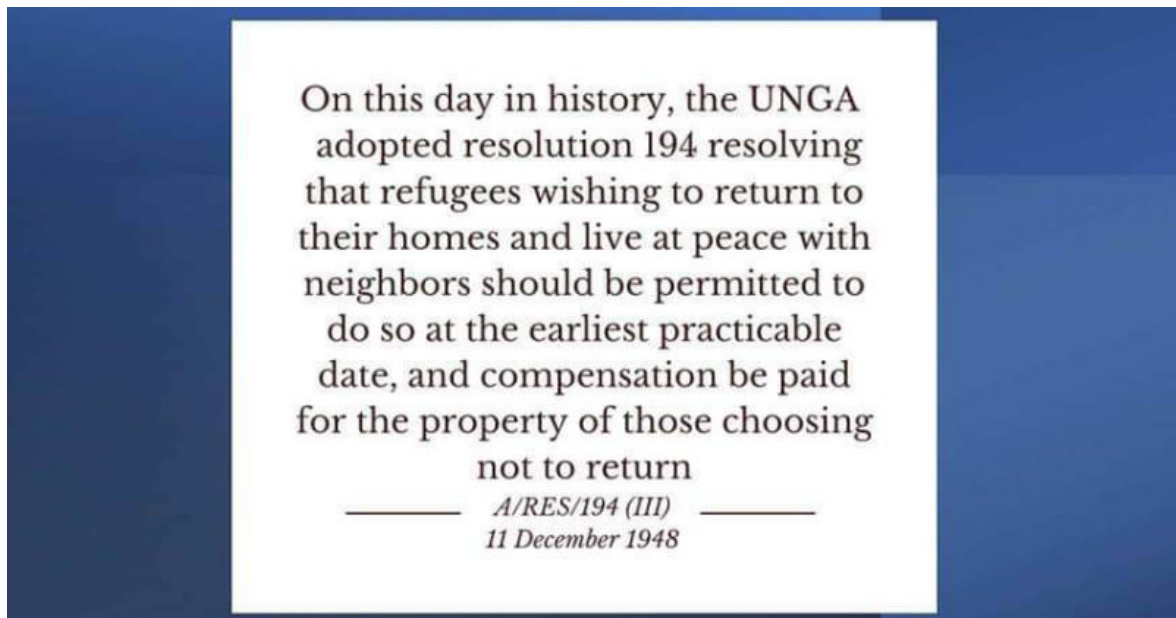 On this day in history, the UNGA
adopted resolution 194 resolving
that refugees wishing to return to
their homes and live at peace with
neighbors should be permitted to
do so at the earliest practicable
date, and compensation be paid
for the property of those choosing
not to return
A/RES/194 (III)
11 December 1948